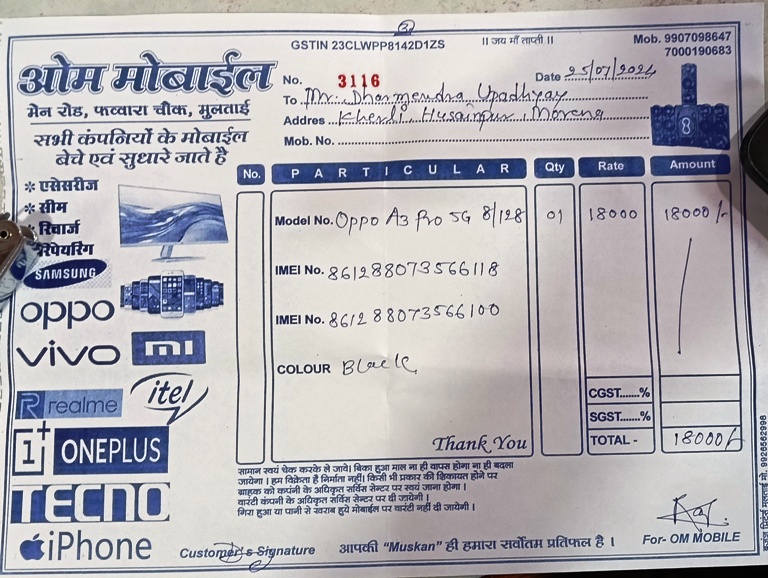 2
GSTIN 23CLWPP8142D1ZS
|| जय माँ ताप्ती ||
Mob. 9907098647
7000190683
ओम मोबाईल
मेन रोड, फव्वारा चौक, मुलताई
सभी कंपनियों के मोबाईल
बेचे एवं सुधारे जाते है
No. 3116
Date 25/07/2024
To Mr. Dharmendra Upadhyay
Addres Kherli Husainpur, Morena
Mob. No.
* एसेसरीज
* सीम
* रिचार्ज
रिपेयरिंग
SAMSUNG
oppo
vivo
mi
R realme
itel
1+ ONEPLUS
TECNO
iPhone
No. PARTICULAR Qty Rate Amount
Model No. Oppo A3 Pro 5G 8/128 01 18000 18000/-
IMEI No. 861288073566118
IMEI No. 861288073566100
COLOUR Black
CGST......%
SGST......%
Thank You
TOTAL - 18000/-
सामान स्वयं चेक करके ले जावे। बिका हुआ माल ना ही वापस होगा ना ही बदला
जायेगा। हम विक्रेता है निर्माता नहीं। किसी भी प्रकार की शिकायत होने पर
ग्राहक को कंपनी के अधिकृत सर्विस सेन्टर पर स्वयं जाना होगा।
वारंटी कंपनी के अधिकृत सर्विस सेन्टर पर दी जायेगी।
गिरा हुआ या पानी से खराब हुये मोबाईल पर वारंटी नहीं दी जायेगी।
Customer's Signature
आपकी "Muskan" ही हमारा सर्वोतम प्रतिफल है।
For- OM MOBILE
मुलताई मो. 9926562998